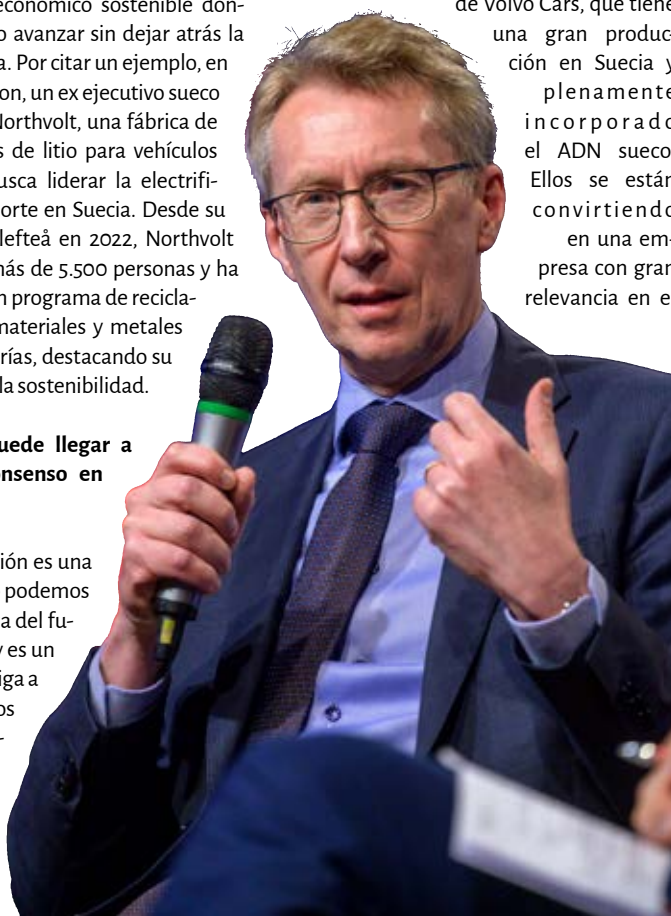 económico sostenible don-
avanzar sin dejar atrás la
a. Por citar un ejemplo, en
on, un ex ejecutivo sueco
Northvolt, una fábrica de
s de litio para vehículos
usca liderar la electrifi-
orte en Suecia. Desde su
lefteå en 2022, Northvolt
más de 5.500 personas y ha
n programa de recicla-
materiales y metales
rías, destacando su
la sostenibilidad.
uede llegar a
nsenso en
ión es una
podemos
a del fu-
y es un
iga a
os
de Volvo Cars, que tiene
una gran produc-
ción en Suecia y
plenamente
incorporado
el ADN sueco
Ellos se están
convirtiendo
en una em-
presa con gran
relevancia en e